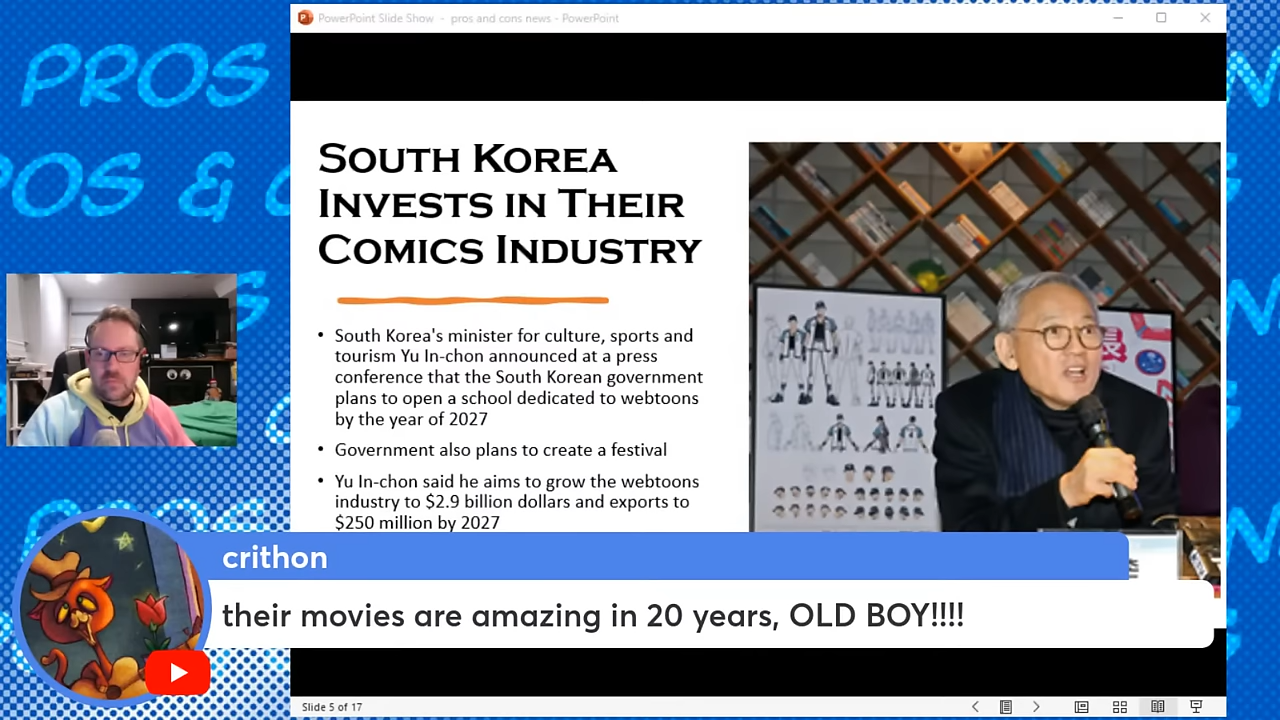 PowerPoint Slide Show - pros and cons news - PowerPoint
PROS
OS & C
SOUTH KOREA
INVESTS IN THEIR
COMICS INDUSTRY
• South Korea's minister for culture, sports and
tourism Yu In-chon announced at a press
conference that the South Korean government
plans to open a school dedicated to webtoons
by the year of 2027
• Government also plans to create a festival
• Yu In-chon said he aims to grow the webtoons
industry to $2.9 billion dollars and exports to
$250 million by 2027
crithon
their movies are amazing in 20 years, OLD BOY!!!!
Slide 5 of 17